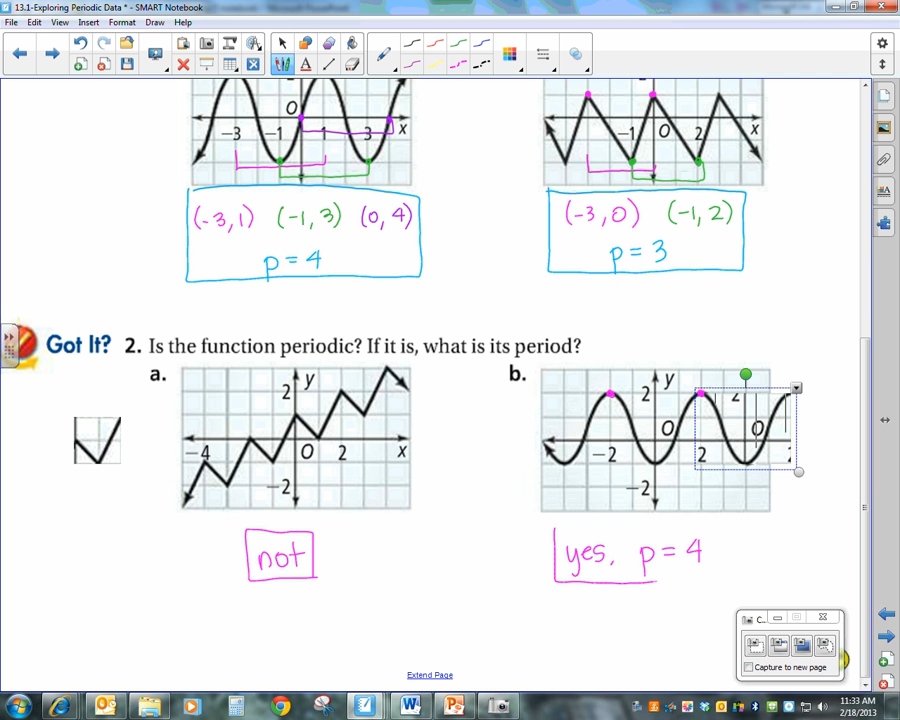 13.1-Exploring Periodic Data * - SMART Notebook
File Edit View Insert Format Draw Help
O
-3 -1 1 3 x
-1 O 2 x
(-3,1) (-1,3) (0,4)
p = 4
(-3,0) (-1,2)
p = 3
Got It? 2. Is the function periodic? If it is, what is its period?
a.
2 y
-4 O 2 x
-2
b.
2 y 2
O O
-2 2
-2
not
yes, p = 4
C...
Capture to new page
Extend Page
11:33 AM
2/18/2013